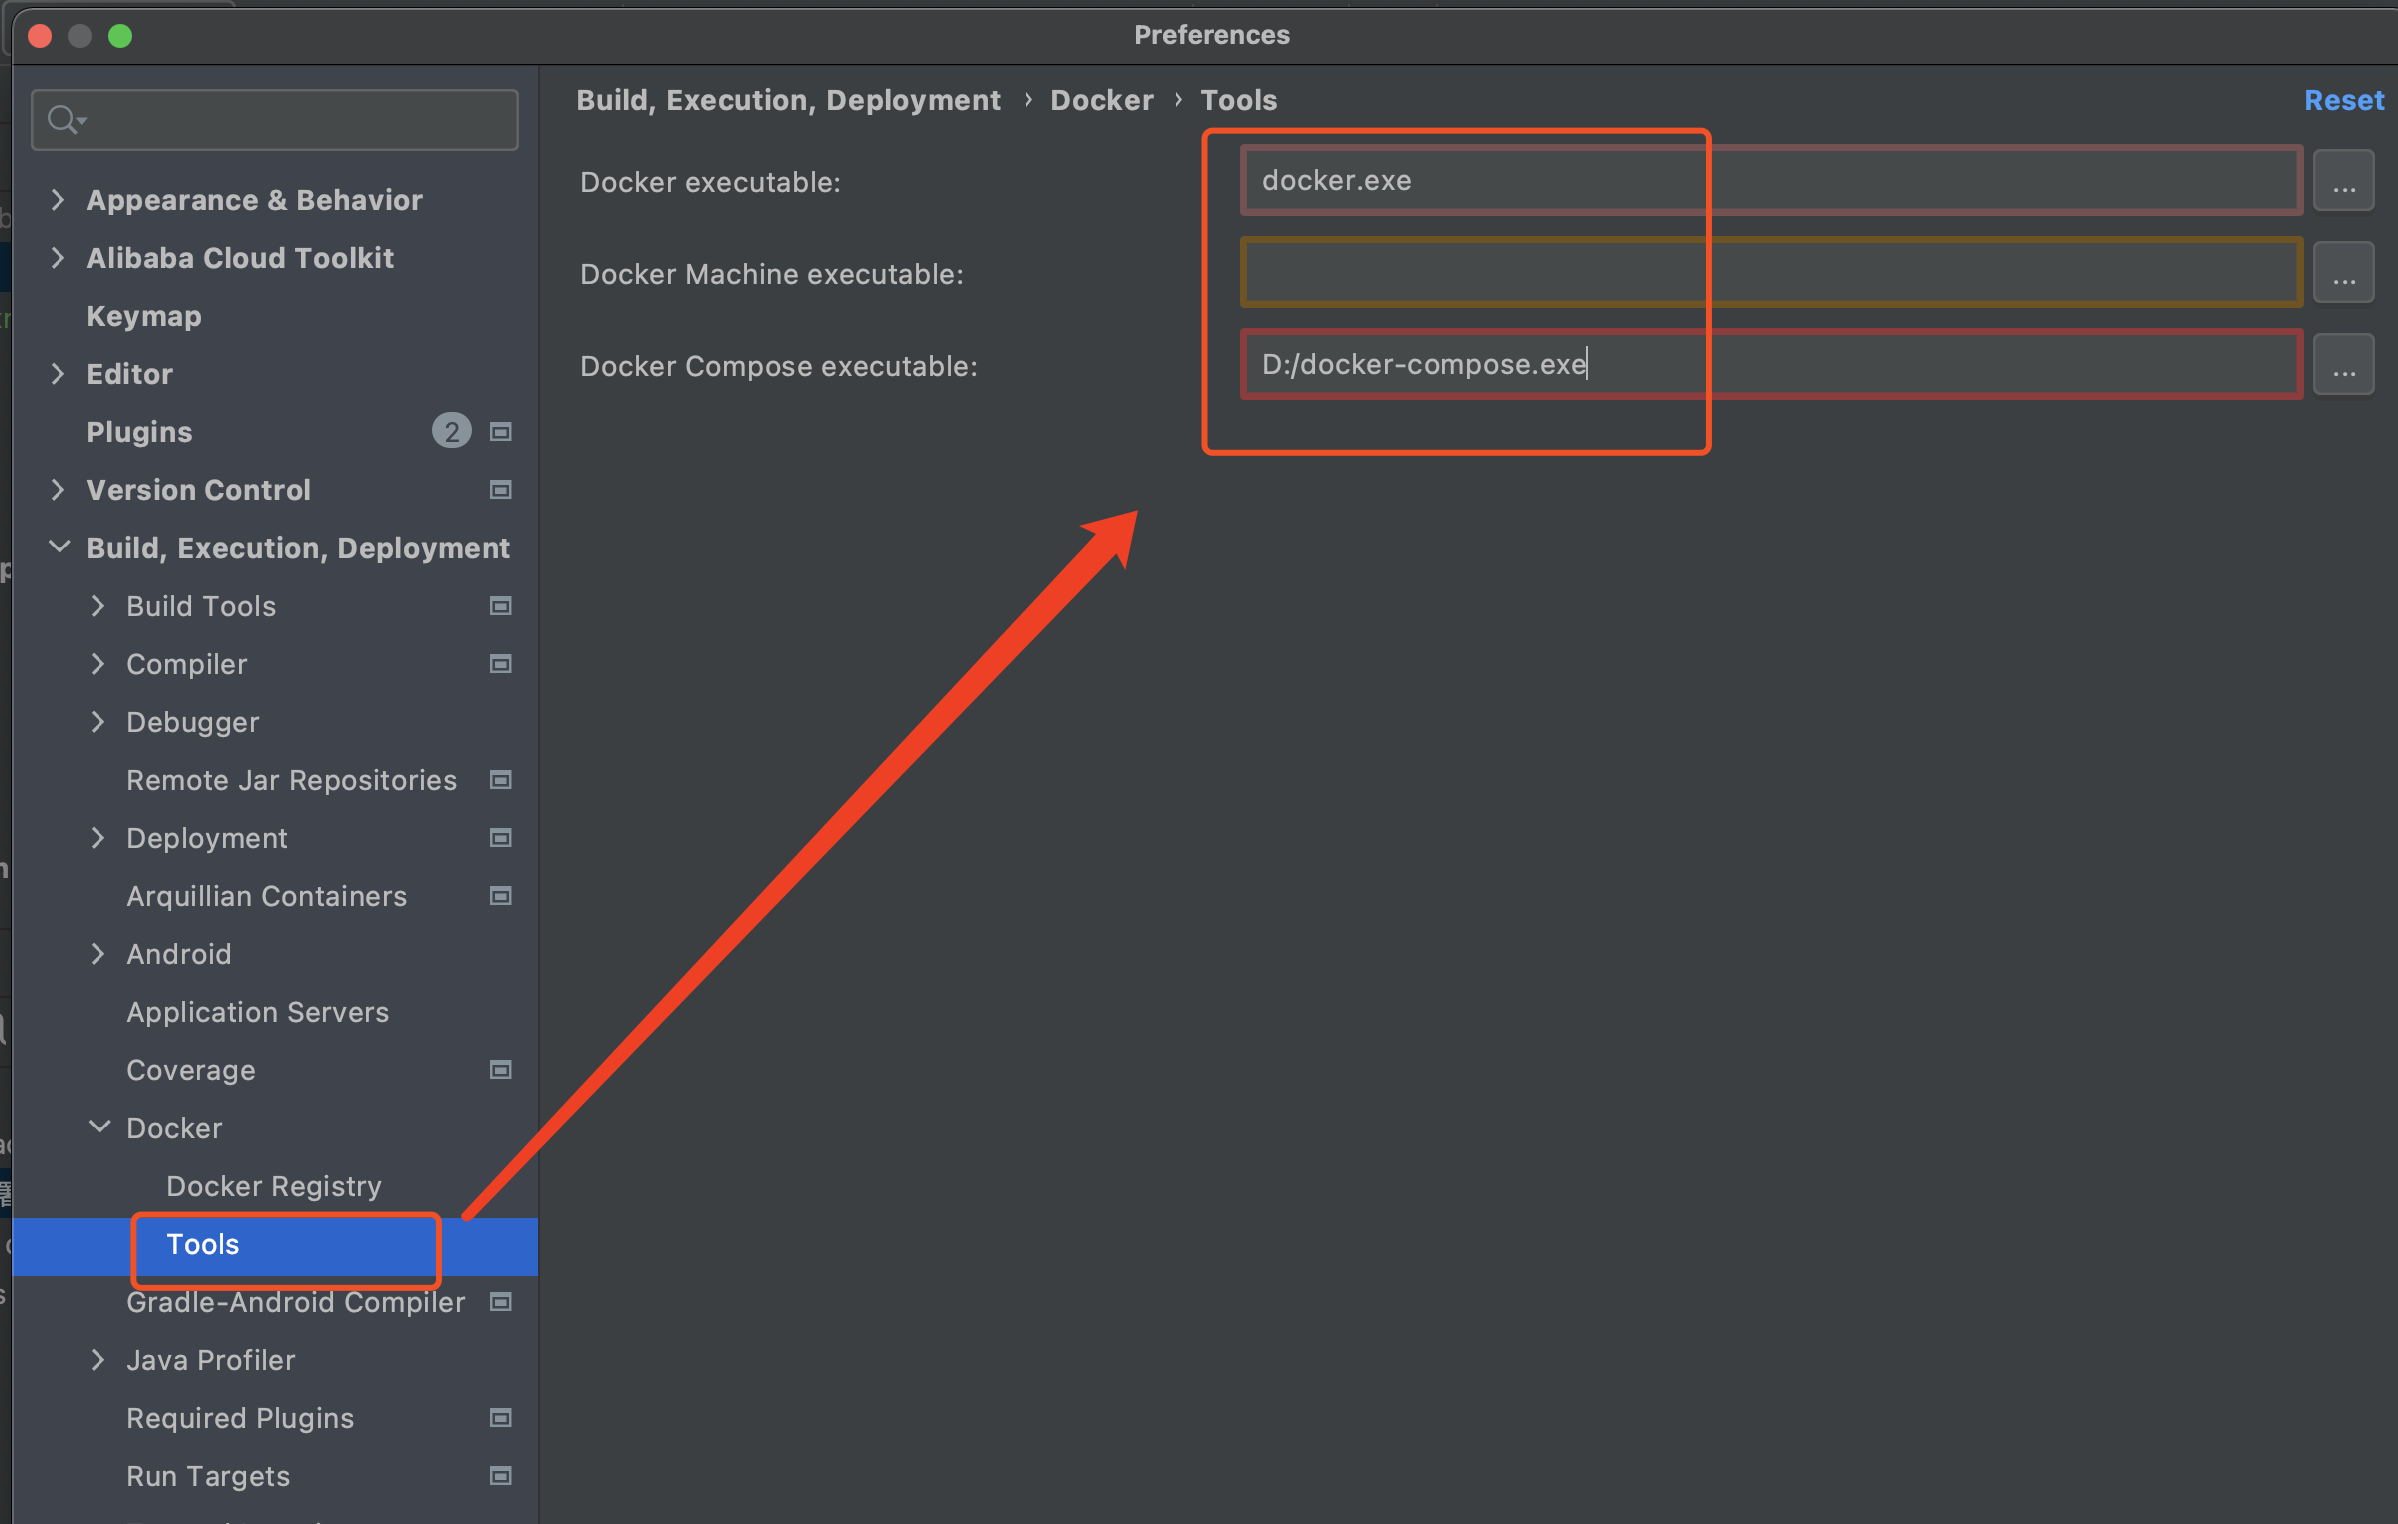 Preferences
Build, Execution, Deployment › Docker › Tools
Reset
Appearance & Behavior
Alibaba Cloud Toolkit
Keymap
Editor
Plugins 2
Version Control
Build, Execution, Deployment
Build Tools
Compiler
Debugger
Remote Jar Repositories
Deployment
Arquillian Containers
Android
Application Servers
Coverage
Docker
Docker Registry
Tools
Gradle-Android Compiler
Java Profiler
Required Plugins
Run Targets
Docker executable: docker.exe ...
Docker Machine executable: ...
Docker Compose executable: D:/docker-compose.exe ...